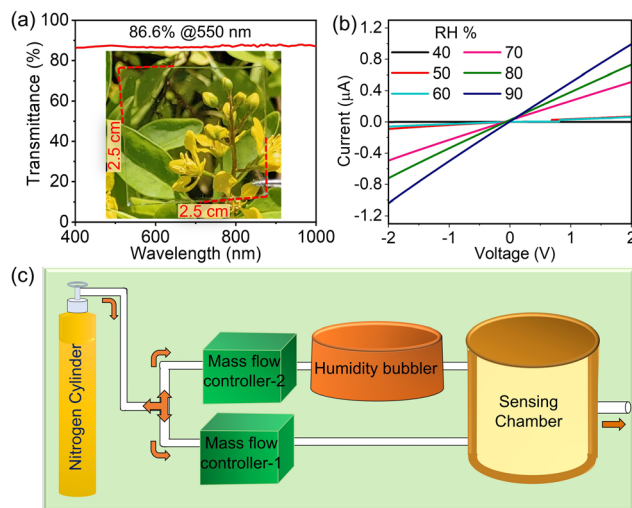 (a)
86.6% @550 nm
Transmittance (%)
100
80
60
40
20
0
2.5 cm
2.5 cm
400
600
800
1000
Wavelength (nm)
(b)
RH %
40
70
50
80
60
90
Current (μA)
1.2
0.8
0.4
0.0
-0.4
-0.8
-1.2
-2
-1
0
1
2
Voltage (V)
(c)
Nitrogen Cylinder
Mass flow
controller-2
Humidity bubbler
Mass flow
controller-1
Sensing
Chamber